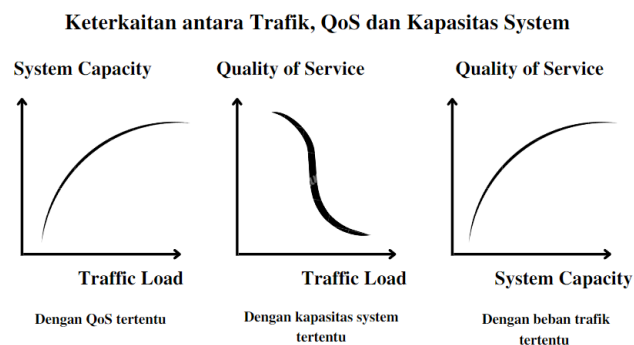 Keterkaitan antara Trafik, QoS dan Kapasitas System
System Capacity
Traffic Load
Dengan QoS tertentu
Quality of Service
Traffic Load
Dengan kapasitas system
tertentu
Quality of Service
System Capacity
Dengan beban trafik
tertentu